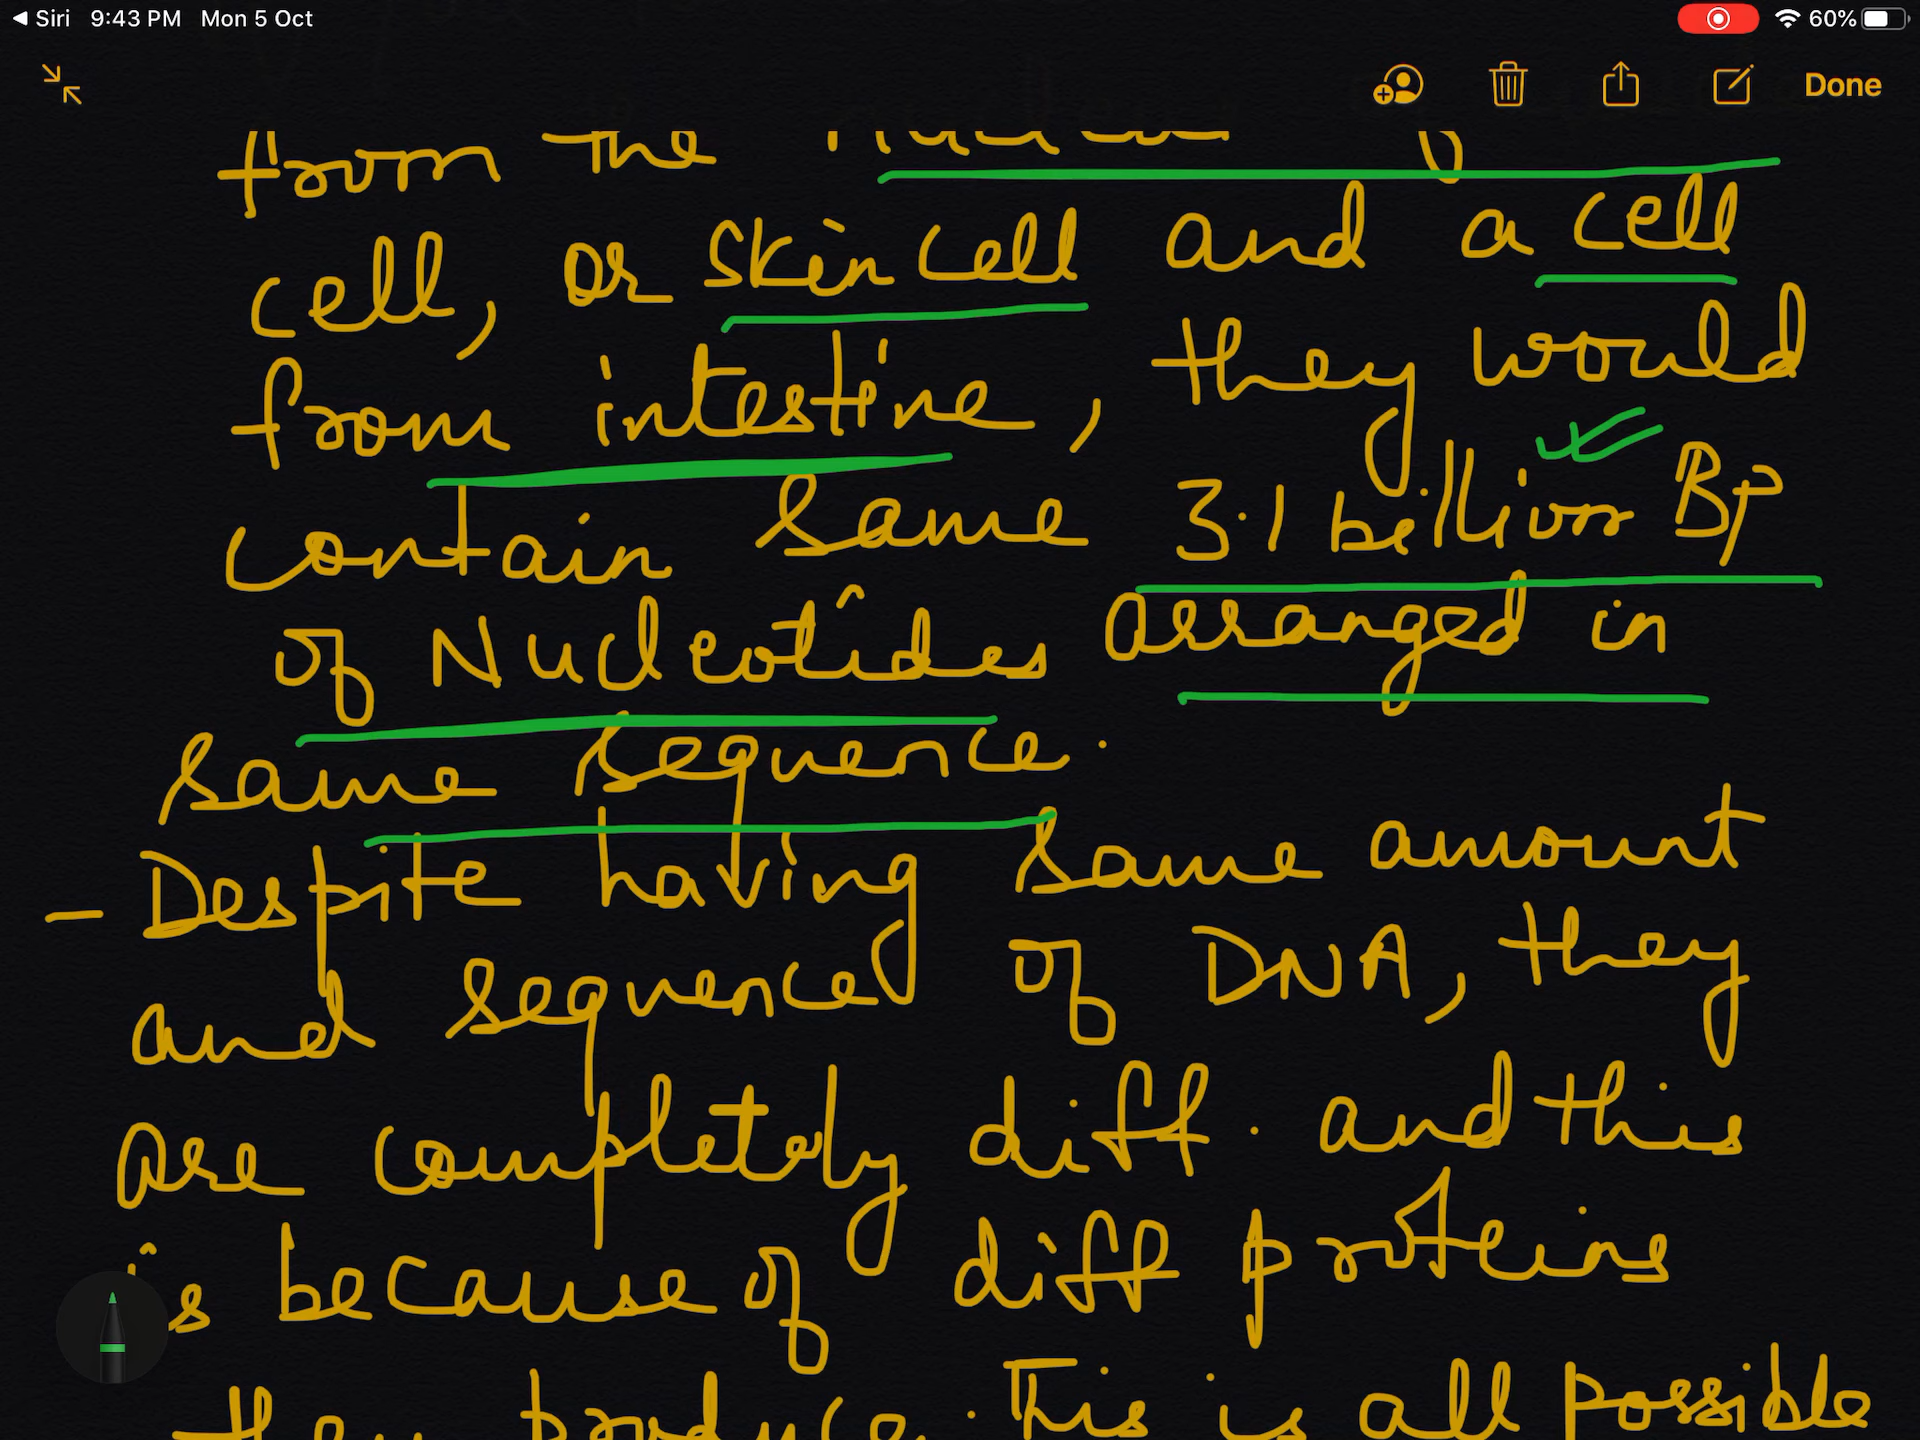 Siri 9:43 PM Mon 5 Oct 60%
Done
from the
cell, or skin cell and a cell
from intestine, they would
contain same 3.1 billion BP
of Nucleotides arranged in
same sequence.
- Despite having same amount
and sequence of DNA, they
are completely diff. and this
is because of diff proteins
they produce. This is all possible